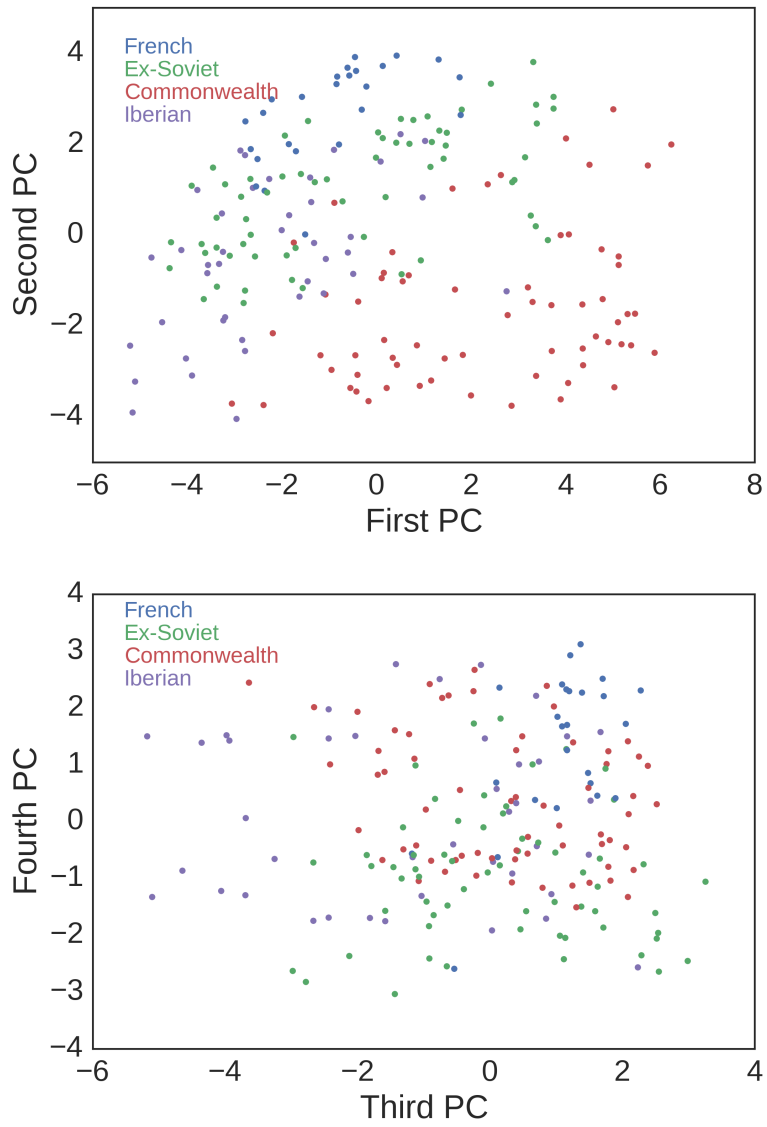 4
French
Ex-Soviet
Commonwealth
Iberian
2
0
−2
−4
Second PC
−6 −4 −2 0 2 4 6 8
First PC
4
French
Ex-Soviet
Commonwealth
Iberian
3
2
1
0
−1
−2
−3
−4
Fourth PC
−6 −4 −2 0 2 4
Third PC